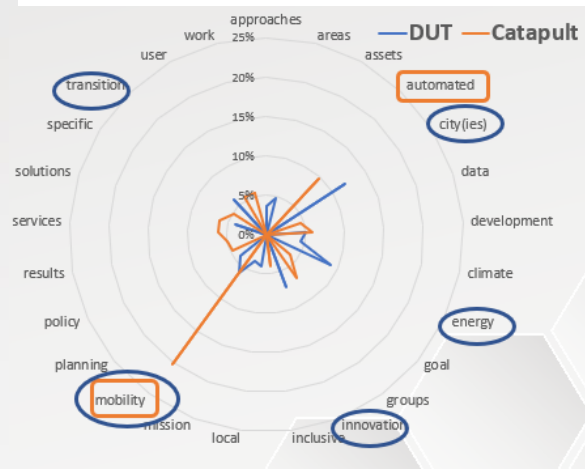 approaches
work
areas
DUT
Catapult
25%
user
assets
20%
transition
automated
15%
specific
city(ies)
10%
solutions
data
5%
services
development
0%
results
climate
policy
energy
planning
goal
mobility
groups
mission
innovation
local
inclusive